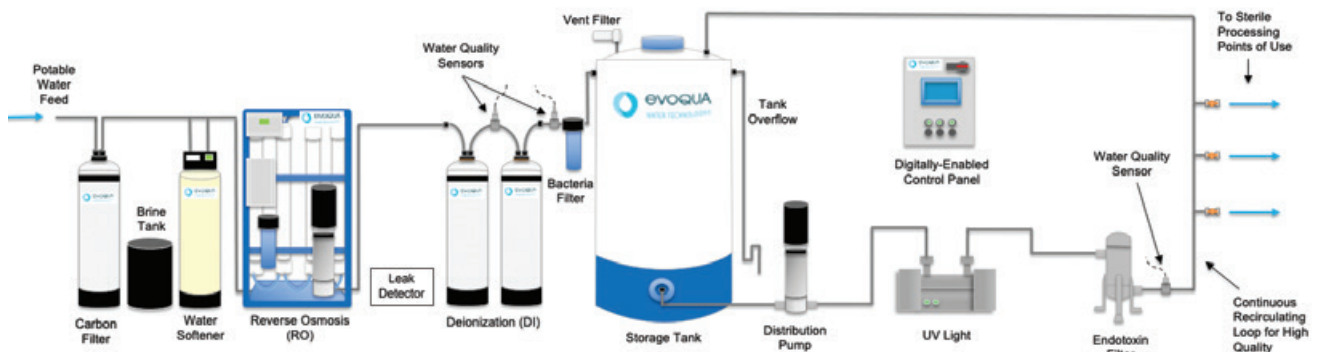 Potable
Water
Feed
Carbon
Filter
Brine
Tank
Water
Softener
evoqua
Reverse Osmosis
(RO)
Leak
Detector
Water Quality
Sensors
Deionization (DI)
Bacteria
Filter
Vent Filter
evoqua
WATER TECHNOLOGIES
Storage Tank
Tank
Overflow
Distribution
Pump
Digitally-Enabled
Control Panel
UV Light
Water Quality
Sensor
Endotoxin
To Sterile
Processing
Points of Use
Continuous
Recirculating
Loop for High
Quality